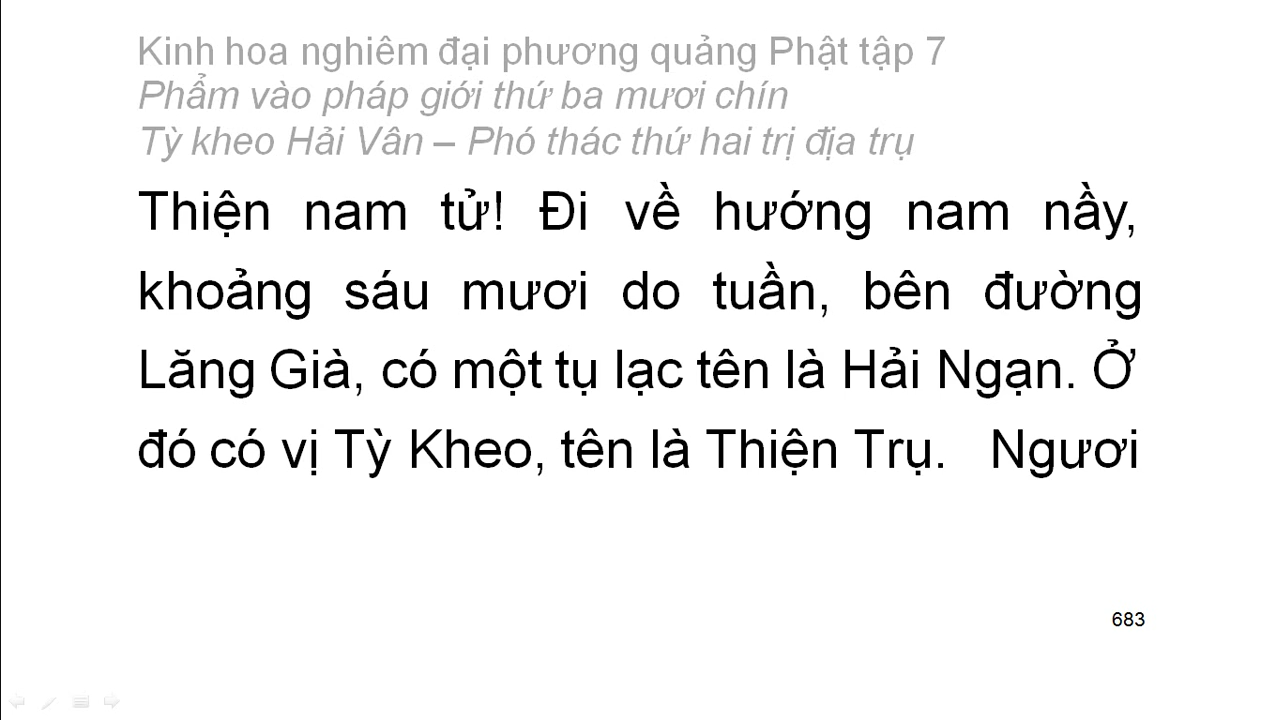 Kinh hoa nghiêm đại phương quảng Phật tập 7
Phẩm vào pháp giới thứ ba mươi chín
Tỳ kheo Hải Vân – Phó thác thứ hai trị địa trụ
Thiện nam tử! Đi về hướng nam nầy,
khoảng sáu mươi do tuần, bên đường
Lăng Già, có một tụ lạc tên là Hải Ngạn. Ở
đó có vị Tỳ Kheo, tên là Thiện Trụ. Ngươi
683